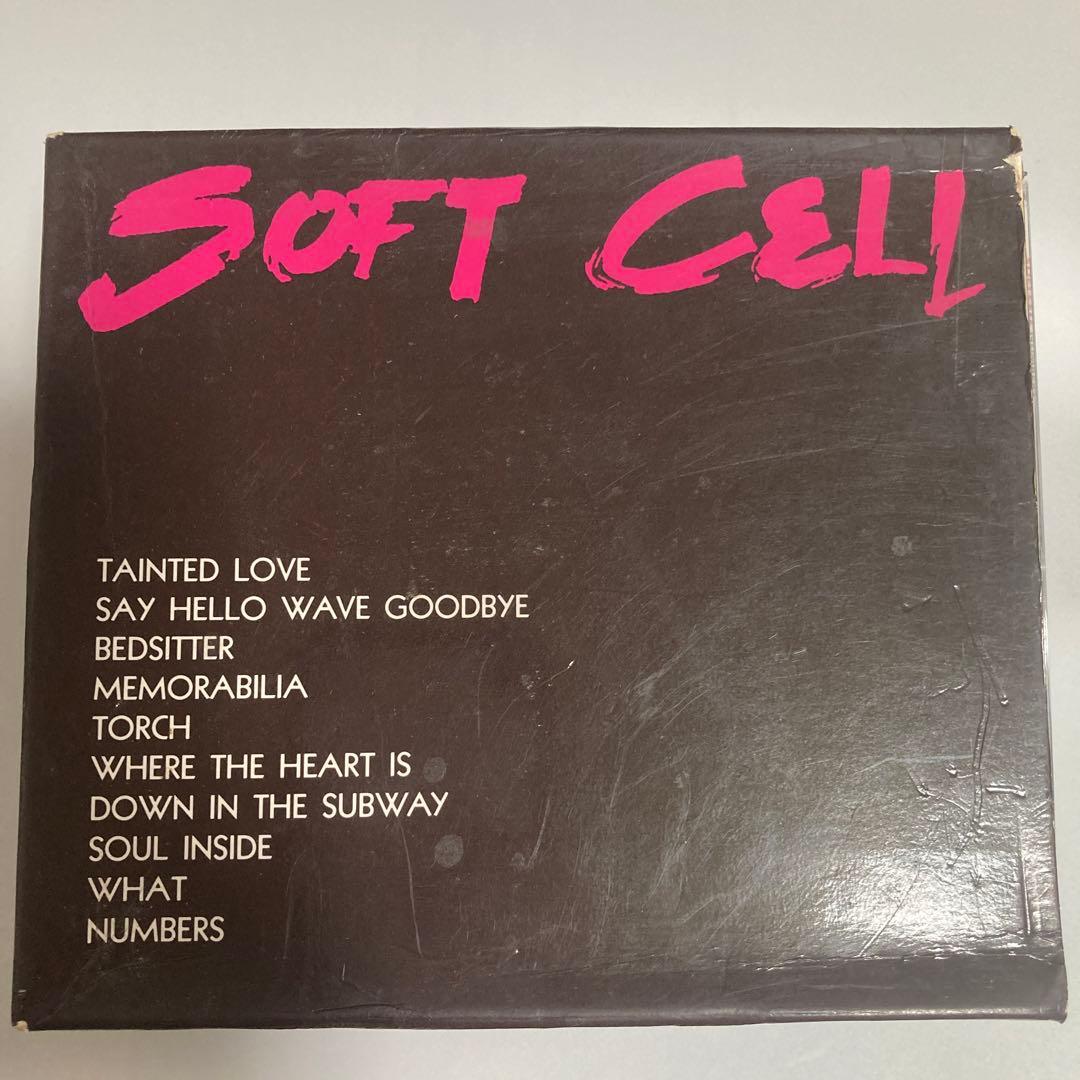 SOFT CELL
TAINTED LOVE
SAY HELLO WAVE GOODBYE
BEDSITTER
MEMORABILIA
TORCH
WHERE THE HEART IS
DOWN IN THE SUBWAY
SOUL INSIDE
WHAT
NUMBERS